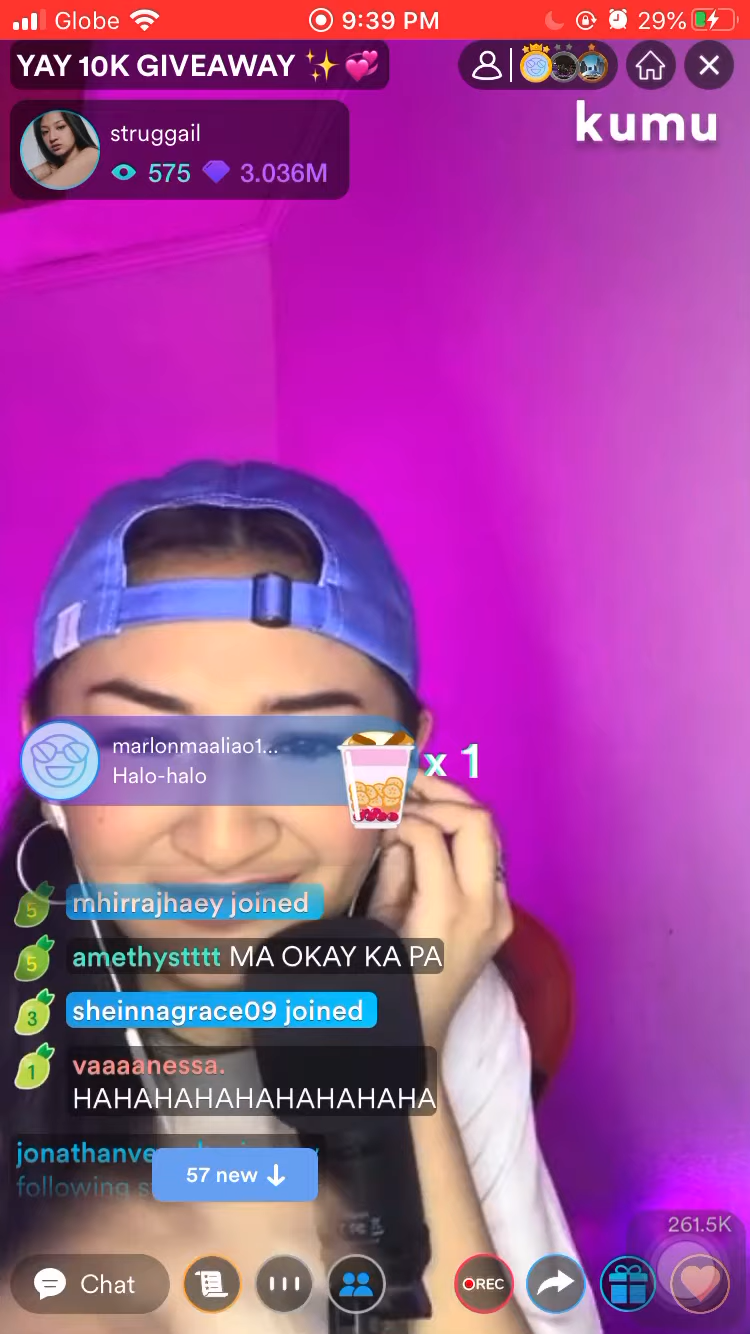 Globe 9:39 PM 29%
YAY 10K GIVEAWAY ✨💞
kumu
struggail
575 3.036M
marlonmaaliao1...
Halo-halo
x 1
5 mhirrajhaey joined
5 amethystttt MA OKAY KA PA
3 sheinnagrace09 joined
1 vaaaanessa.
HAHAHAHAHAHAHAHAHA
following
57 new ↓
261.5K
Chat
REC